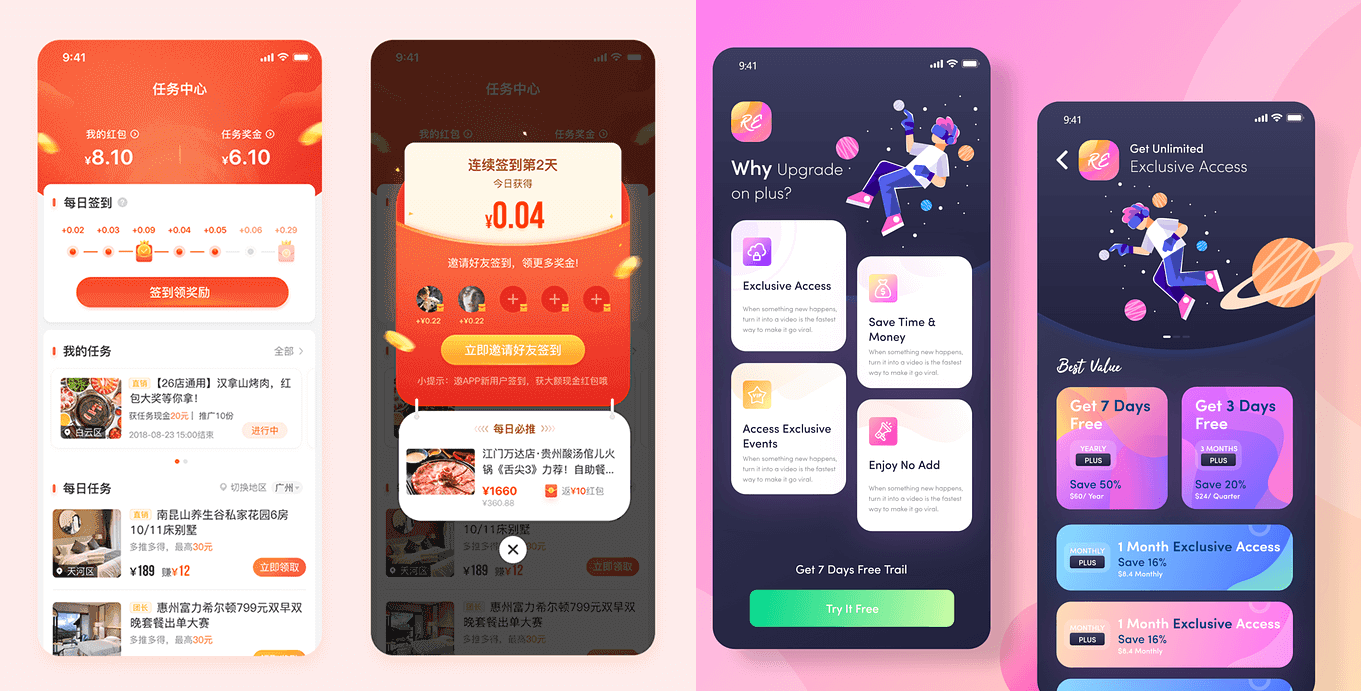 9:41
任务中心
我的红包
任务奖金
¥8.10
¥6.10
每日签到
?
+0.02 +0.03 +0.09 +0.04 +0.05 +0.06 +0.29
签到领奖励
我的任务
全部
直销 【26店通用】汉拿山烤肉，红
包大奖等你拿！
获任务现金20元 | 推广10份
2018-08-23 15:00结束
进行中
白云区
每日任务
切换地区 广州
直销 南昆山养生谷私家花园6房
10/11床别墅
多推多得，最高30元
天河区
¥189 赚¥12
立即领取
团长 惠州富力希尔顿799元双早双
晚套餐出单大赛
多推多得，最高30元
9:41
任务中心
我的红包
任务奖金
连续签到第2天
今日获得
¥0.04
邀请好友签到，领更多奖金！
+¥0.22 +¥0.22
立即邀请好友签到
小提示：邀APP新用户签到，获大额现金红包哦
每日必推
江门万达店·贵州酸汤倌儿火
锅《舌尖3》力荐！自助餐...
¥1660
返¥10红包
¥360.88
10/11床别墅
多推多得，最高30元
天河区
¥189 赚¥12
立即领取
团长 惠州富力希尔顿799元双早双
晚套餐出单大赛
多推多得，最高30元
9:41
RE
Why Upgrade
on plus?
Exclusive Access
When something new happens,
turn it into a video is the fastest
way to make it go viral.
Save Time &
Money
When something new happens,
turn it into a video is the fastest
way to make it go viral.
VIP
Access Exclusive
Events
When something new happens,
turn it into a video is the fastest
way to make it go viral.
Enjoy No Add
When something new happens,
turn it into a video is the fastest
way to make it go viral.
Get 7 Days Free Trail
Try It Free
9:41
RE
Get Unlimited
Exclusive Access
Best Value
Get 7 Days
Free
YEARLY
PLUS
Save 50%
$60/ Year
Get 3 Days
Free
3 MONTHS
PLUS
Save 20%
$24/ Quarter
MONTHLY
PLUS
1 Month Exclusive Access
Save 16%
$8.4 Monthly
MONTHLY
PLUS
1 Month Exclusive Access
Save 16%
$8.4 Monthly